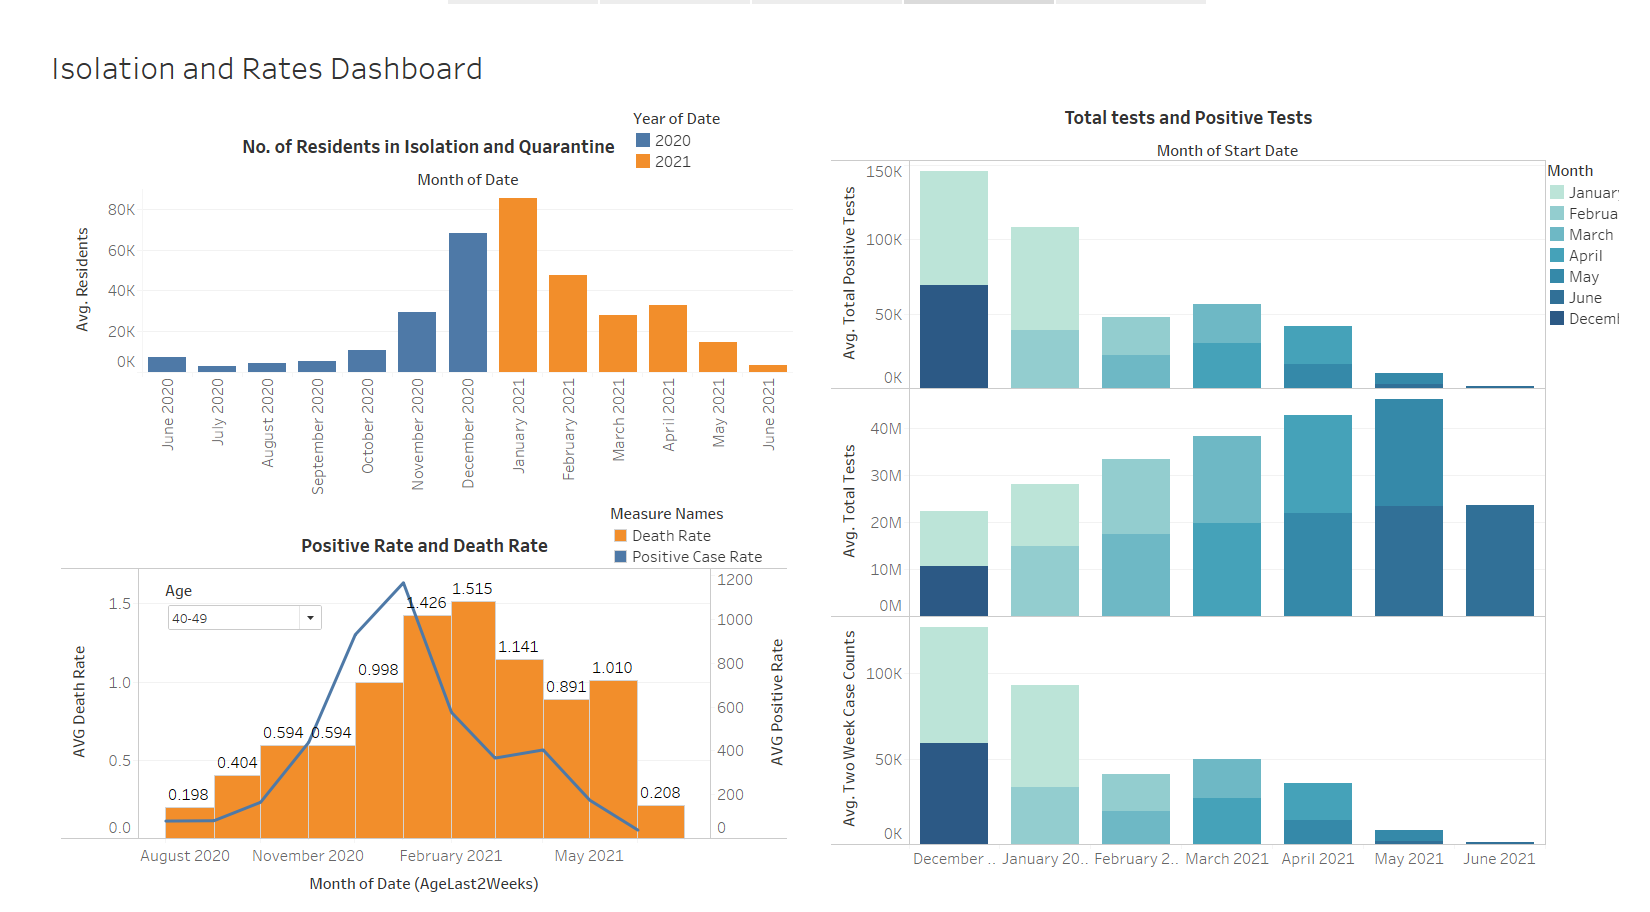 Isolation and Rates Dashboard
No. of Residents in Isolation and Quarantine
Year of Date
2020
2021
Month of Date
Avg. Residents
80K
60K
40K
20K
0K
June 2020
July 2020
August 2020
September 2020
October 2020
November 2020
December 2020
January 2021
February 2021
March 2021
April 2021
May 2021
June 2021
Positive Rate and Death Rate
Measure Names
Death Rate
Positive Case Rate
Age
40-49
AVG Death Rate
1.5
1.0
0.5
0.0
0.198
0.404
0.594
0.594
0.998
1.426
1.515
1.141
0.891
1.010
0.208
1200
1000
800
600
400
200
0
AVG Positive Rate
August 2020
November 2020
February 2021
May 2021
Month of Date (AgeLast2Weeks)
Total tests and Positive Tests
Month of Start Date
Avg. Total Positive Tests
150K
100K
50K
0K
Avg. Total Tests
40M
30M
20M
10M
0M
Avg. Two Week Case Counts
100K
50K
0K
December ..
January 20..
February 2..
March 2021
April 2021
May 2021
June 2021
Month
January
Februa
March
April
May
June
Decem